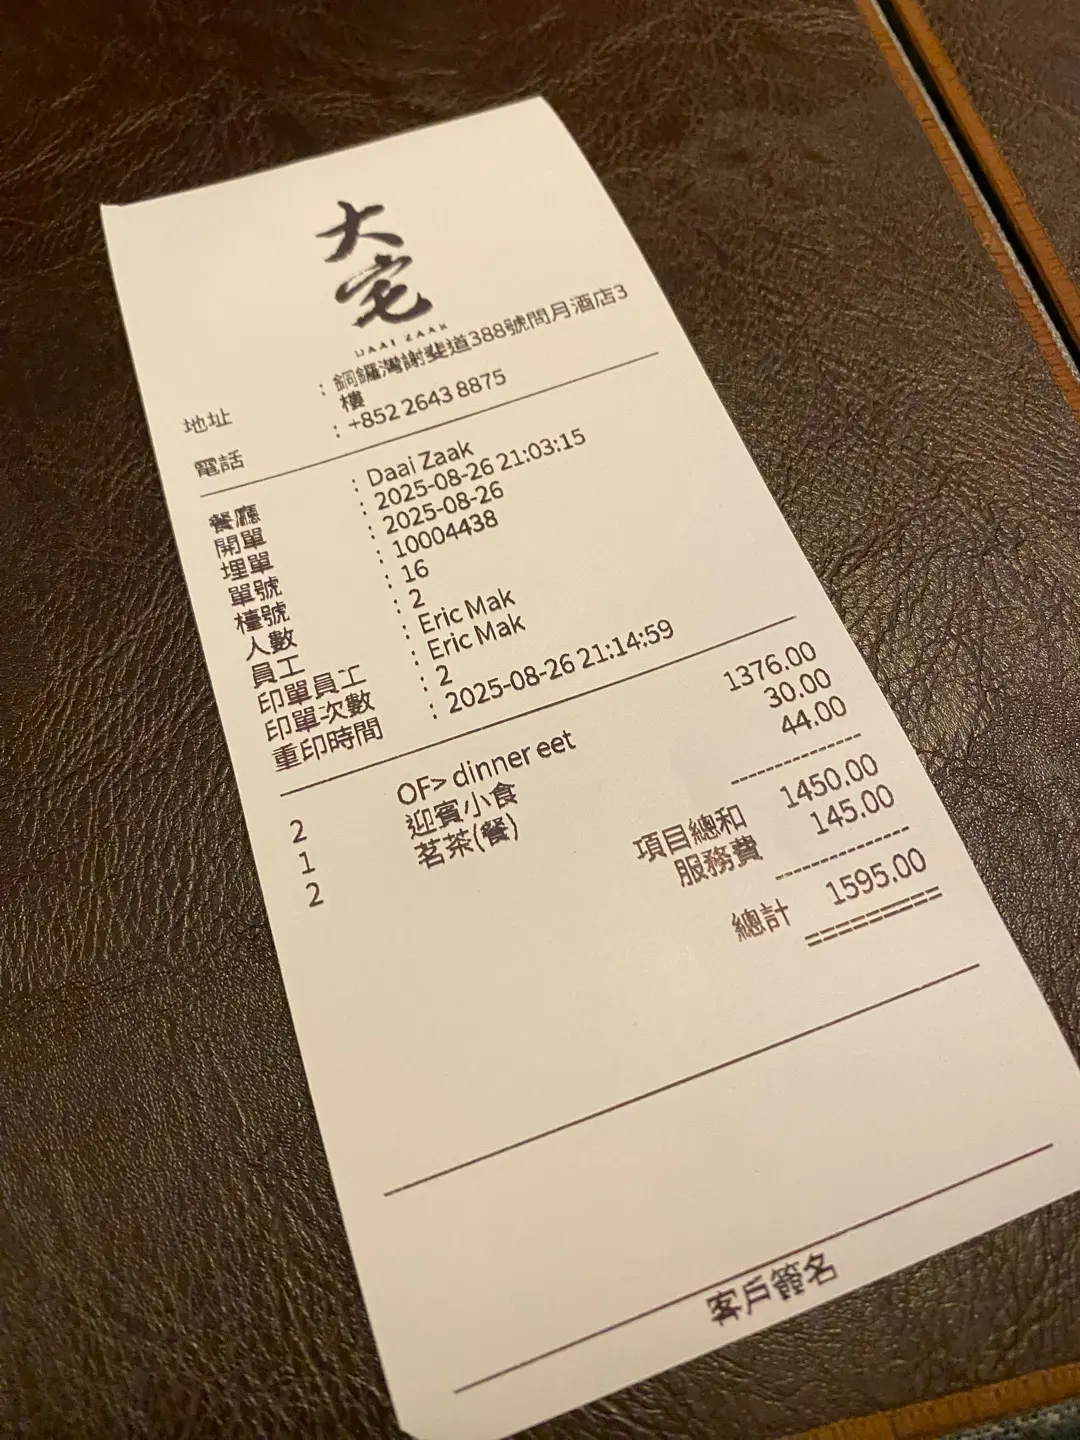 大宅
DAAI ZAAK
地址 : 銅鑼灣謝斐道388號問月酒店3
樓
電話 : +852 2643 8875
餐廳 : Daai Zaak
開單 : 2025-08-26 21:03:15
埋單 : 2025-08-26
單號 : 10004438
檯號 : 16
人數 : 2
員工 : Eric Mak
印單員工 : Eric Mak
印單次數 : 2
重印時間 : 2025-08-26 21:14:59
2 OF> dinner eet 1376.00
1 迎賓小食 30.00
2 茗茶(餐) 44.00
項目總和 1450.00
服務費 145.00
總計 1595.00
=========
客戶簽名